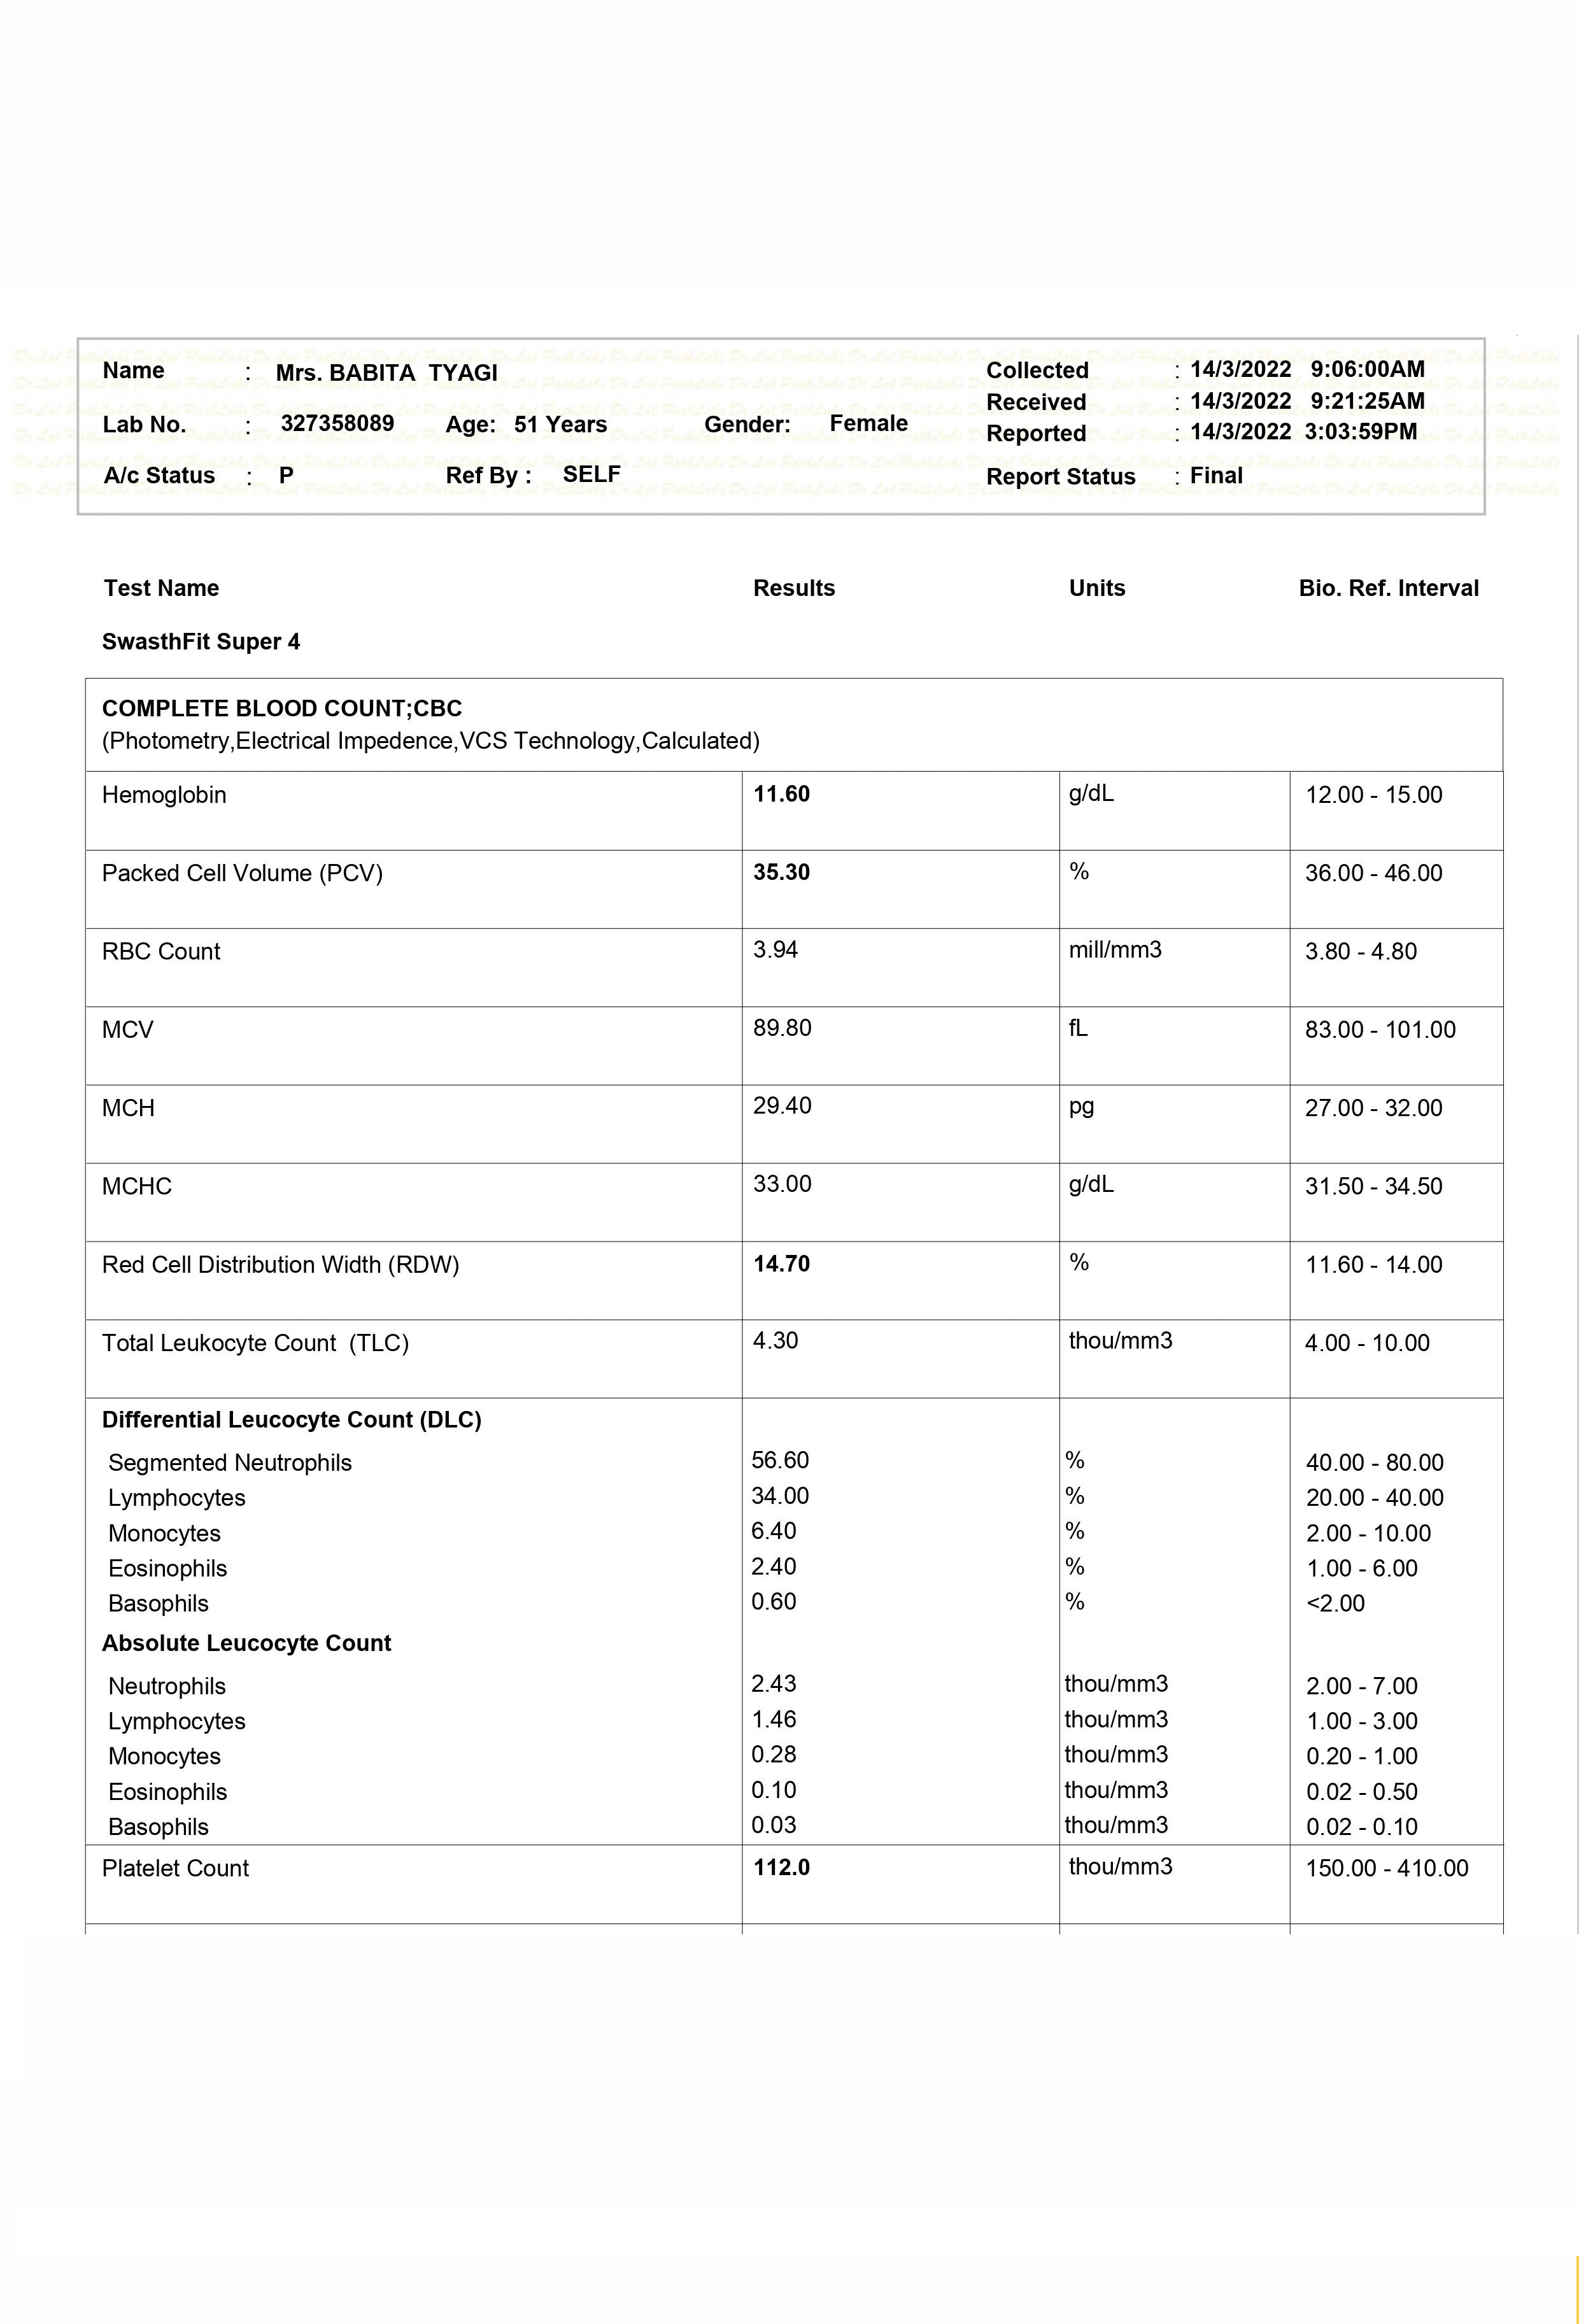 Name : Mrs. BABITA TYAGI Collected : 14/3/2022 9:06:00AM
Received : 14/3/2022 9:21:25AM
Lab No. : 327358089 Age: 51 Years Gender: Female Reported : 14/3/2022 3:03:59PM
A/c Status : P Ref By : SELF Report Status : Final
Test Name Results Units Bio. Ref. Interval
SwasthFit Super 4
COMPLETE BLOOD COUNT;CBC
(Photometry,Electrical Impedence,VCS Technology,Calculated)
Hemoglobin 11.60 g/dL 12.00 - 15.00
Packed Cell Volume (PCV) 35.30 % 36.00 - 46.00
RBC Count 3.94 mill/mm3 3.80 - 4.80
MCV 89.80 fL 83.00 - 101.00
MCH 29.40 pg 27.00 - 32.00
MCHC 33.00 g/dL 31.50 - 34.50
Red Cell Distribution Width (RDW) 14.70 % 11.60 - 14.00
Total Leukocyte Count (TLC) 4.30 thou/mm3 4.00 - 10.00
Differential Leucocyte Count (DLC)
Segmented Neutrophils 56.60 % 40.00 - 80.00
Lymphocytes 34.00 % 20.00 - 40.00
Monocytes 6.40 % 2.00 - 10.00
Eosinophils 2.40 % 1.00 - 6.00
Basophils 0.60 % <2.00
Absolute Leucocyte Count
Neutrophils 2.43 thou/mm3 2.00 - 7.00
Lymphocytes 1.46 thou/mm3 1.00 - 3.00
Monocytes 0.28 thou/mm3 0.20 - 1.00
Eosinophils 0.10 thou/mm3 0.02 - 0.50
Basophils 0.03 thou/mm3 0.02 - 0.10
Platelet Count 112.0 thou/mm3 150.00 - 410.00